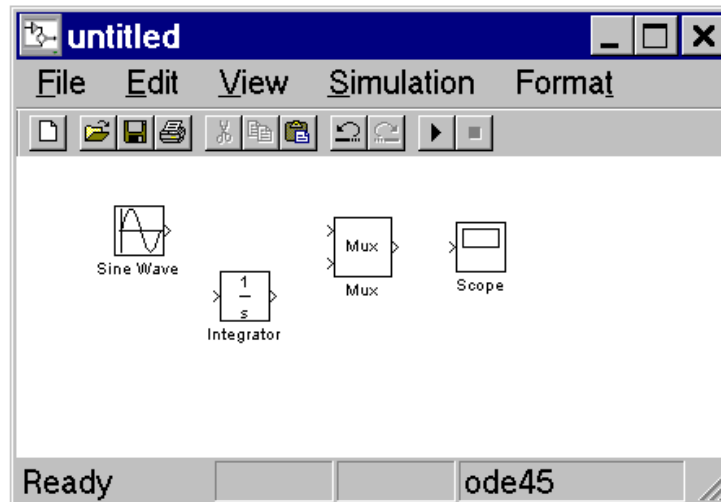 untitled
File Edit View Simulation Format
Sine Wave
1
s
Integrator
Mux
Mux
Scope
Ready ode45